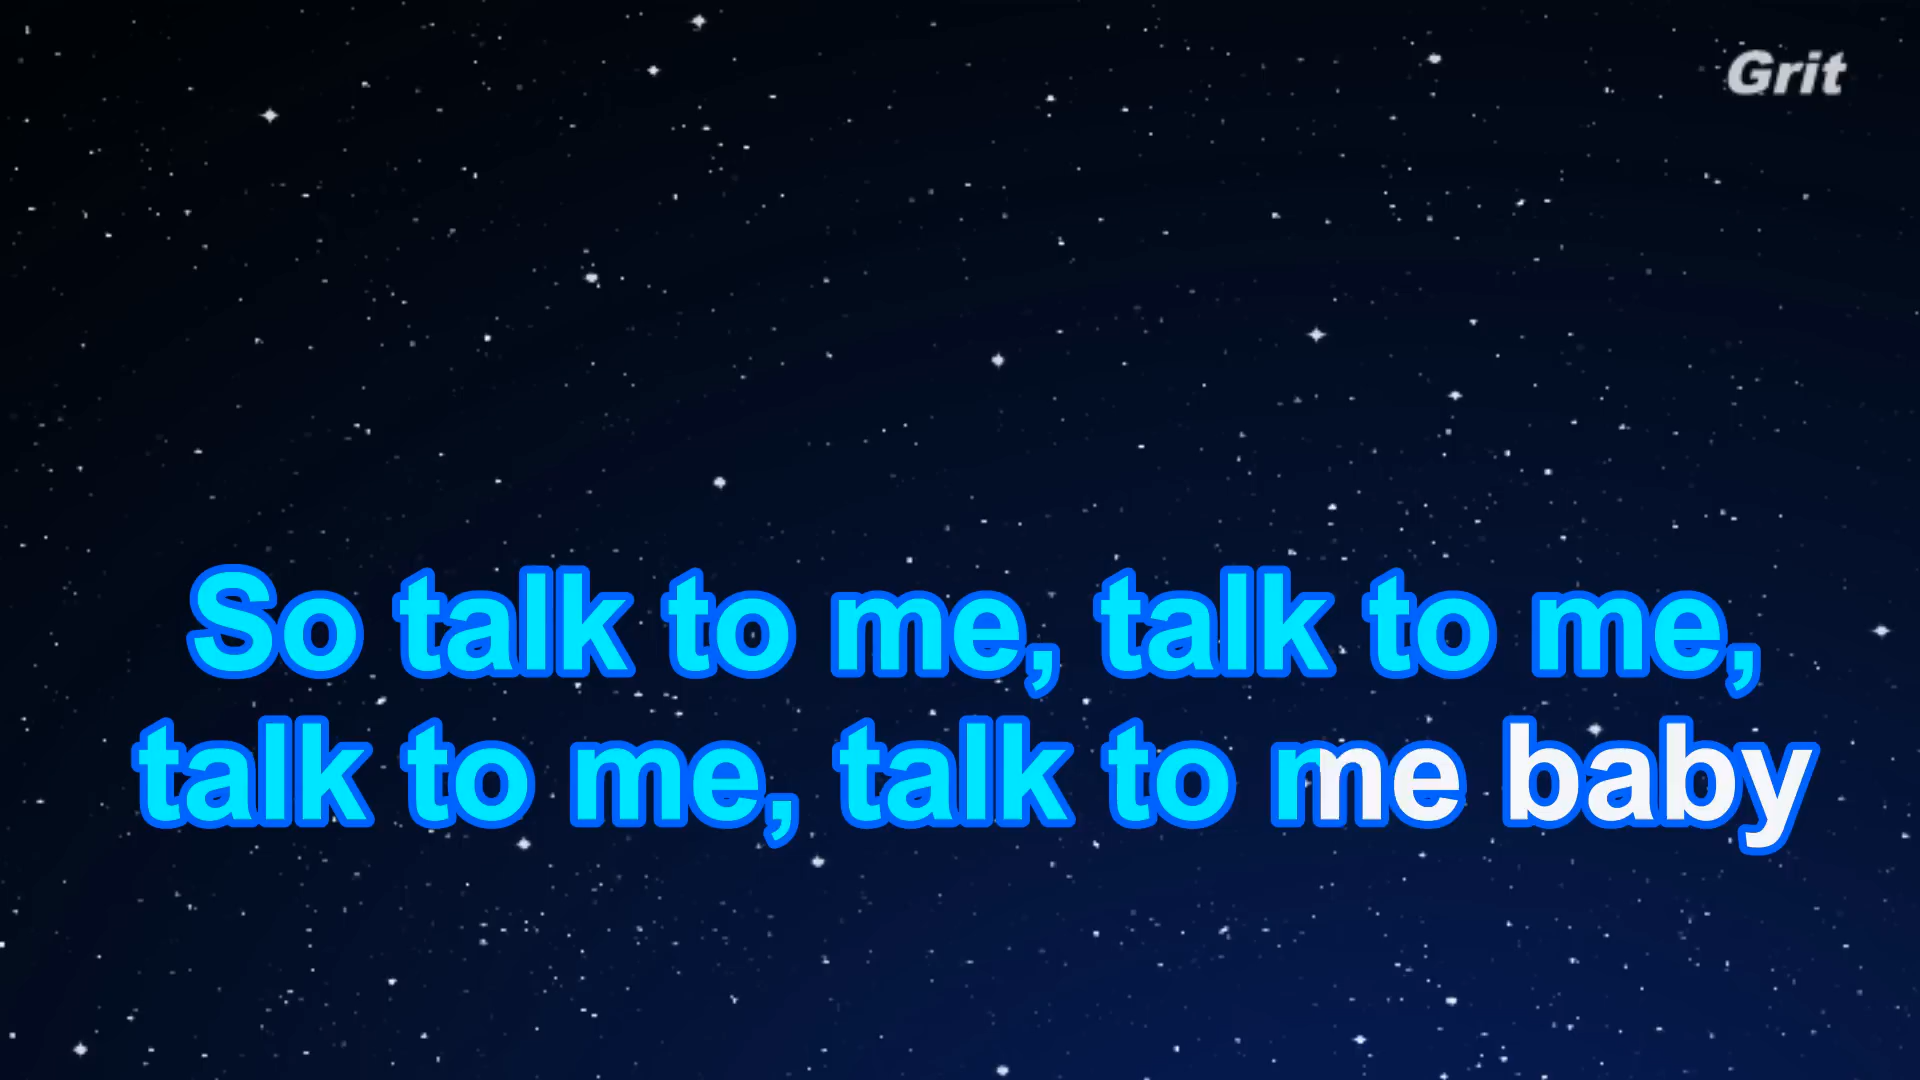 Grit
So talk to me, talk to me,
talk to me, talk to me baby